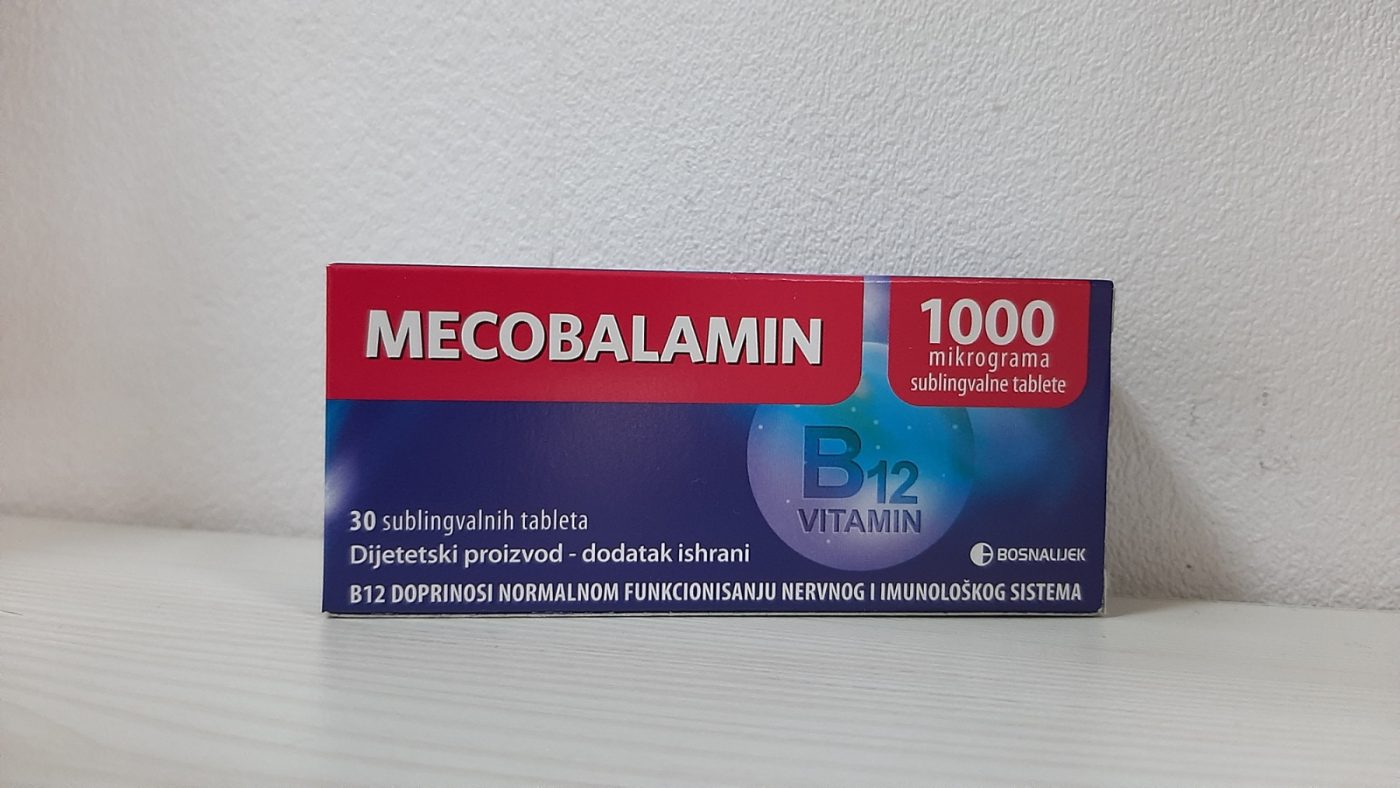 MECOBALAMIN
1000
mikrograma
sublingvalne tablete
B12
VITAMIN
30 sublingvalnih tableta
Dijetetski proizvod - dodatak ishrani
BOSNALIJEK
B12 DOPRINOSI NORMALNOM FUNKCIONISANJU NERVNOG I IMUNOLOŠKOG SISTEMA